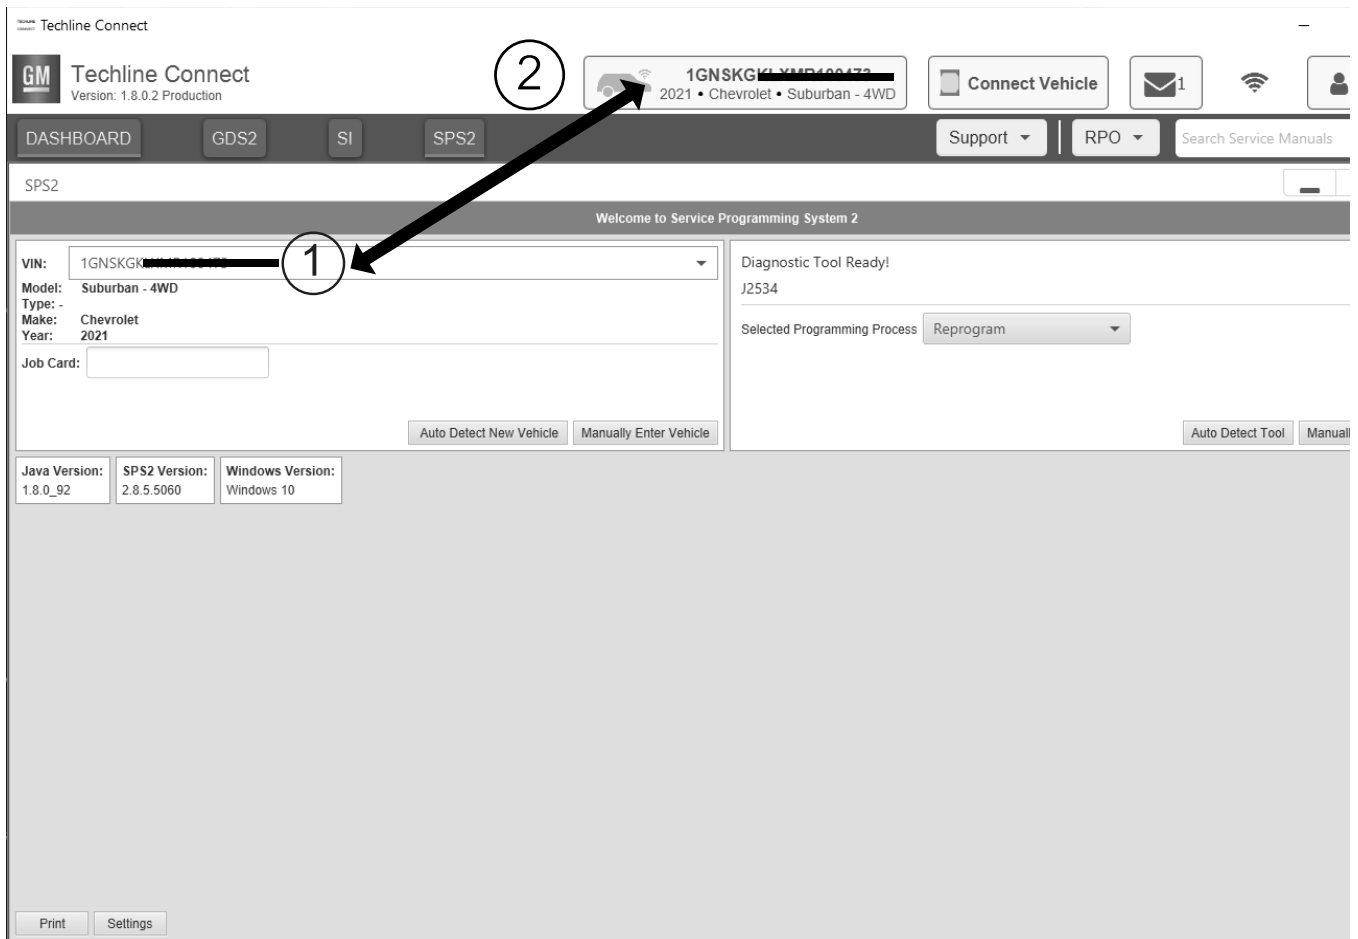 TECHLINE CONNECT Techline Connect
GM
Techline Connect
Version: 1.8.0.2 Production
2
1GNSKG
2021 • Chevrolet • Suburban - 4WD
Connect Vehicle
1
DASHBOARD GDS2 SI SPS2 Support RPO Search Service Manuals
SPS2
Welcome to Service Programming System 2
VIN: 1GNSKGK
1
Model: Suburban - 4WD
Type: -
Make: Chevrolet
Year: 2021
Job Card:
Auto Detect New Vehicle Manually Enter Vehicle
Diagnostic Tool Ready!
J2534
Selected Programming Process Reprogram
Auto Detect Tool Manuall
Java Version: SPS2 Version: Windows Version:
1.8.0_92 2.8.5.5060 Windows 10
Print Settings